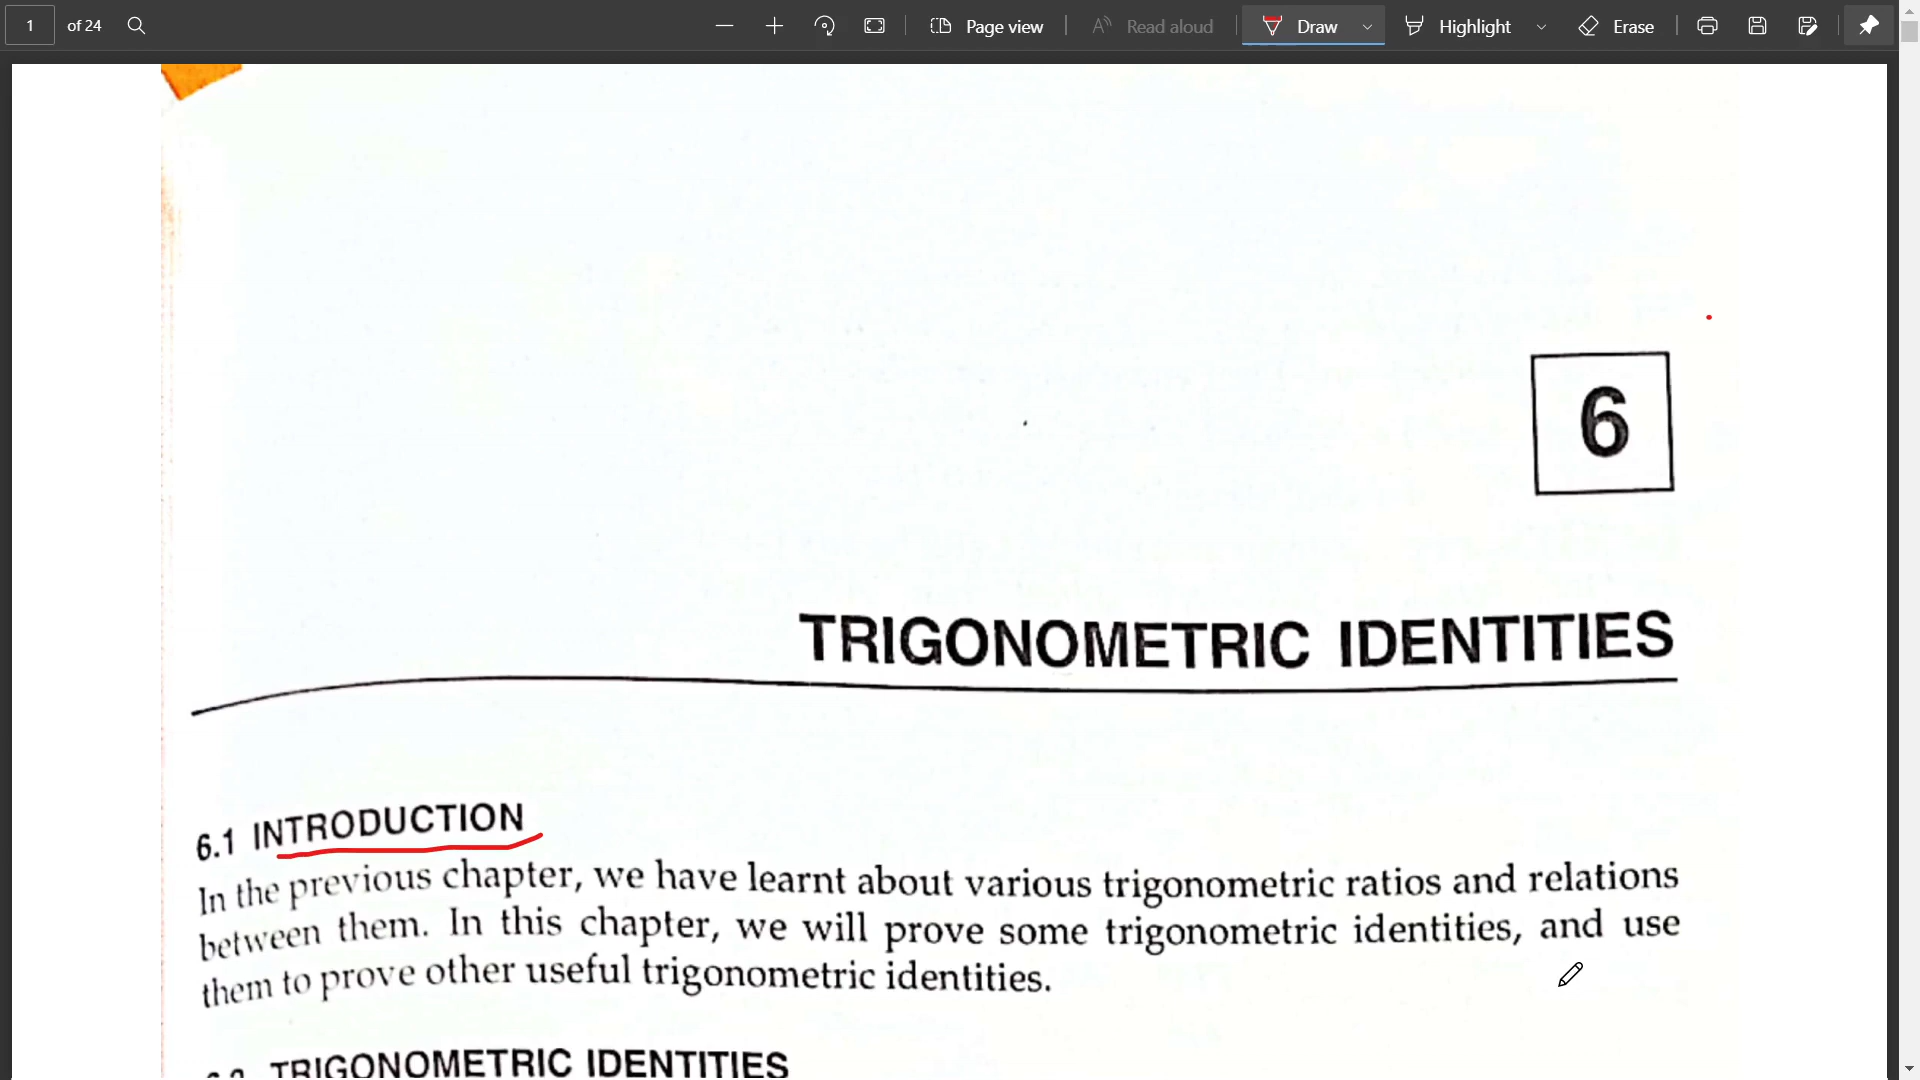 1 of 24 Page view Read aloud Draw Highlight Erase
6
TRIGONOMETRIC IDENTITIES
6.1 INTRODUCTION
In the previous chapter, we have learnt about various trigonometric ratios and relations
between them. In this chapter, we will prove some trigonometric identities, and use
them to prove other useful trigonometric identities.
6.2 TRIGONOMETRIC IDENTITIES